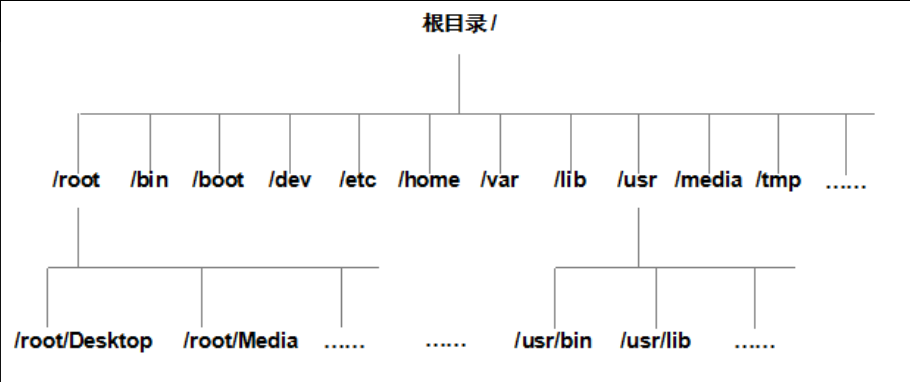 根目录 /
/root /bin /boot /dev /etc /home /var /lib /usr /media /tmp ……
/root/Desktop /root/Media …… …… /usr/bin /usr/lib ……